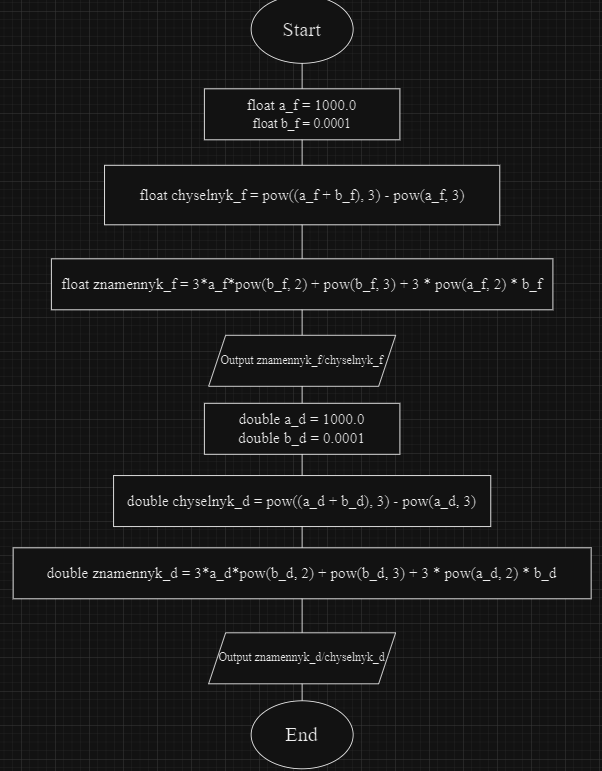 Start
float a_f = 1000.0
float b_f = 0.0001
float chyselnyk_f = pow((a_f + b_f), 3) - pow(a_f, 3)
float znamennyk_f = 3*a_f*pow(b_f, 2) + pow(b_f, 3) + 3 * pow(a_f, 2) * b_f
Output znamennyk_f/chyselnyk_f
double a_d = 1000.0
double b_d = 0.0001
double chyselnyk_d = pow((a_d + b_d), 3) - pow(a_d, 3)
double znamennyk_d = 3*a_d*pow(b_d, 2) + pow(b_d, 3) + 3 * pow(a_d, 2) * b_d
Output znamennyk_d/chyselnyk_d
End